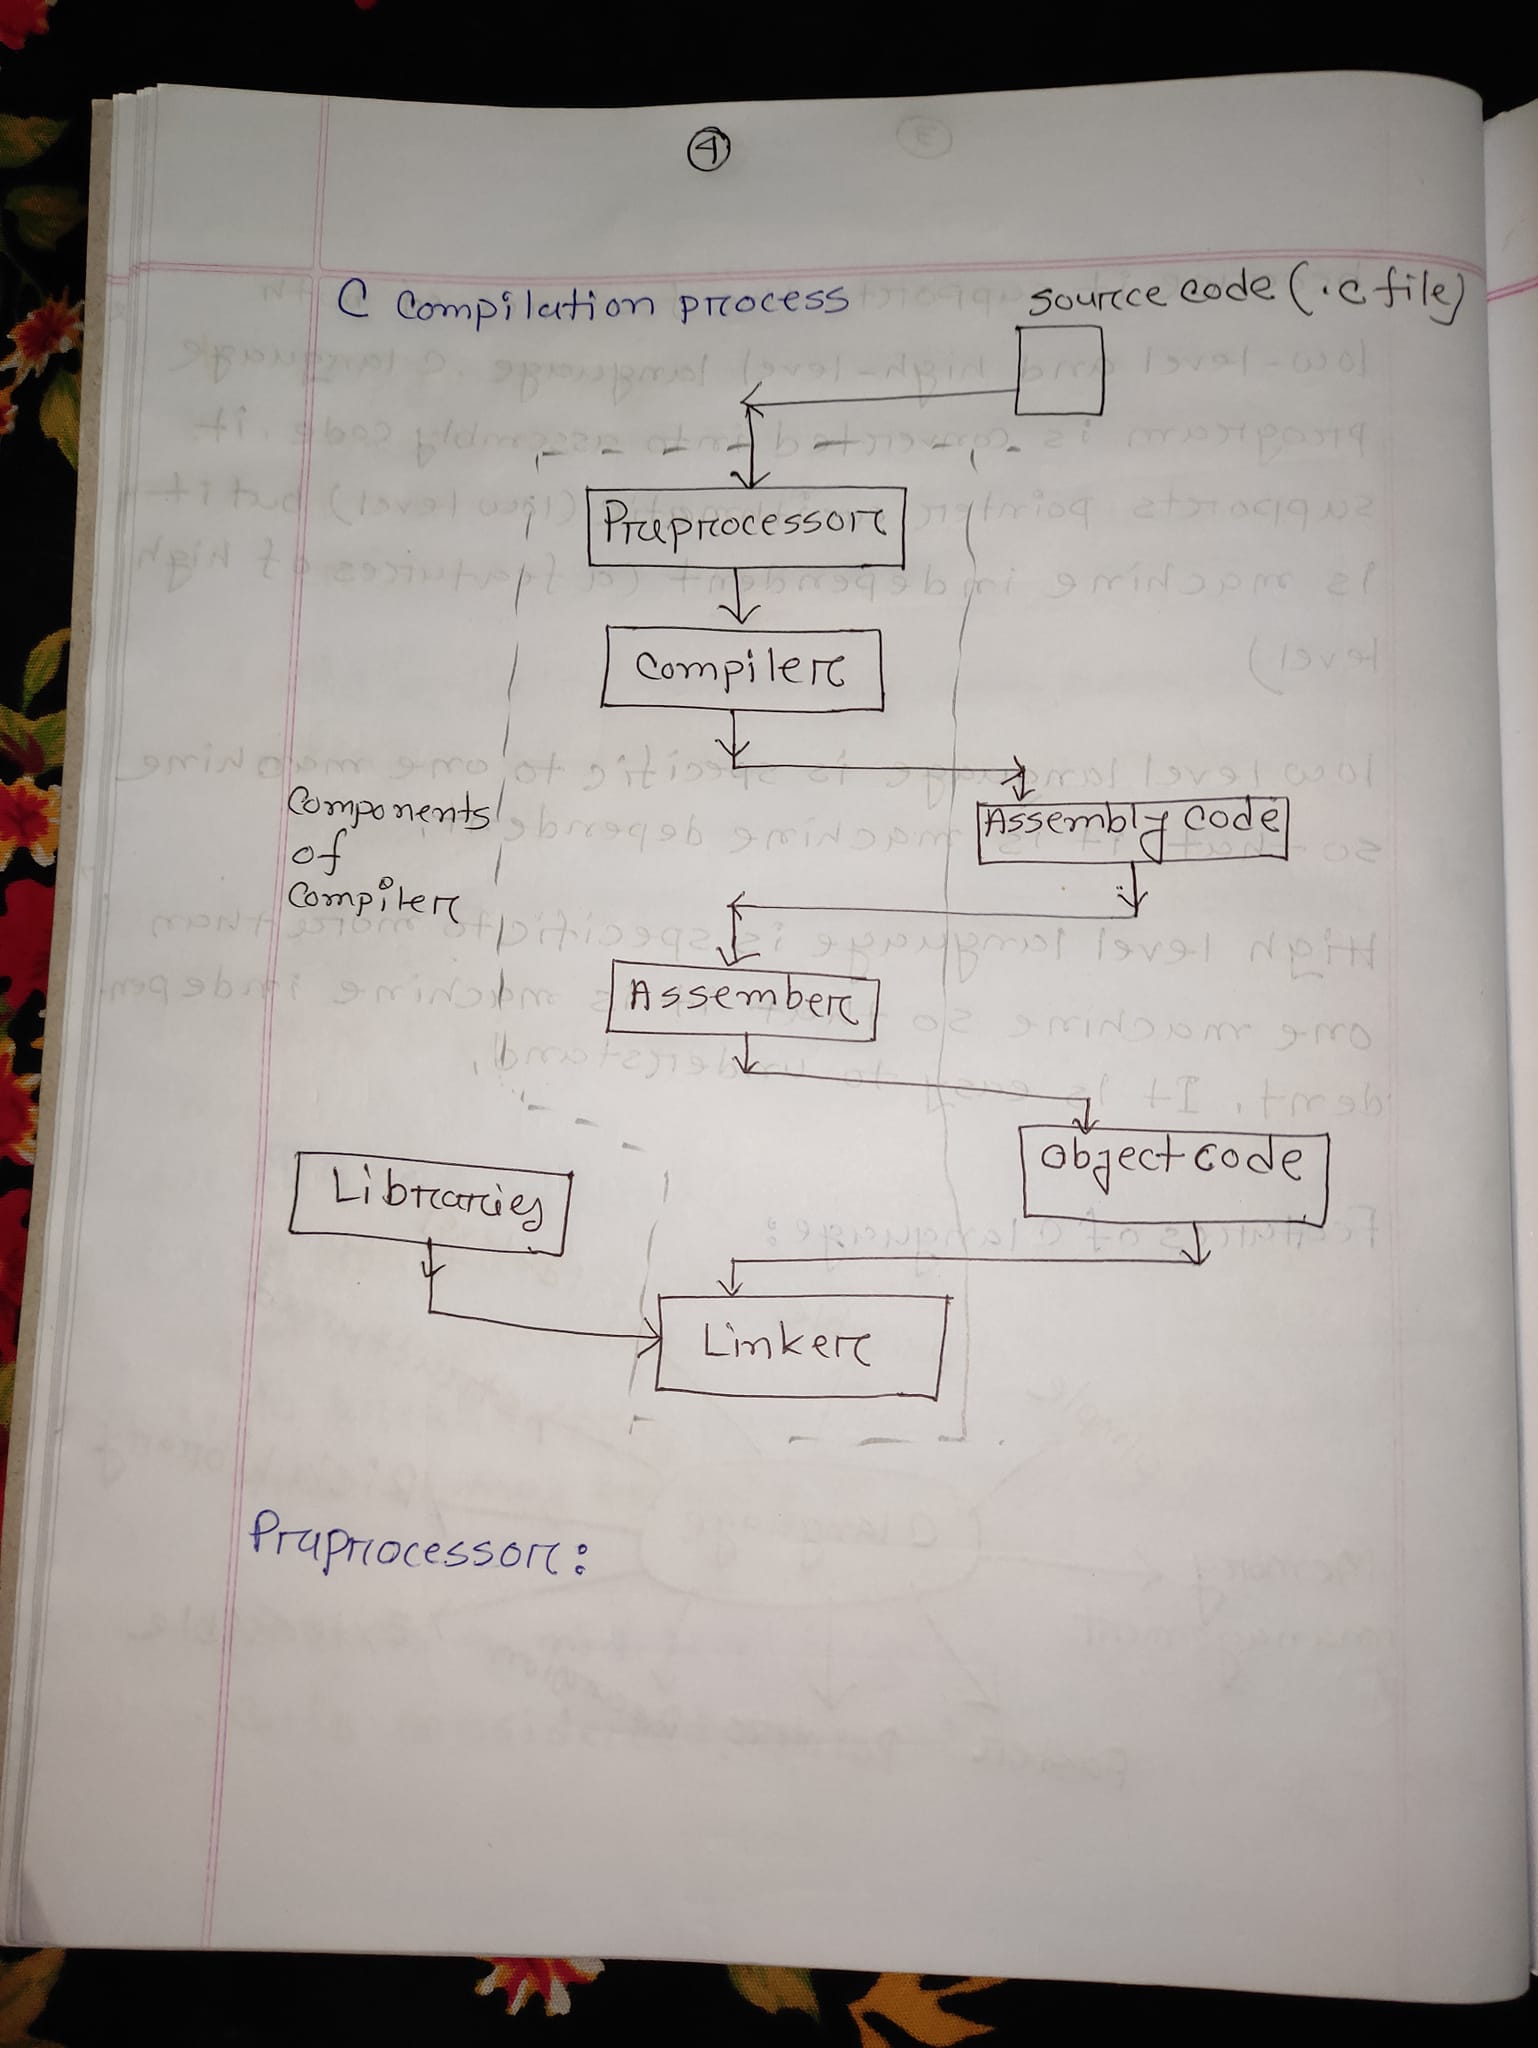 4
C Compilation process
source code (.c file)
Preprocessor
Compiler
Components
of
Compiler
Assembly code
Assember
object code
Libraries
Linker
Preprocessor: